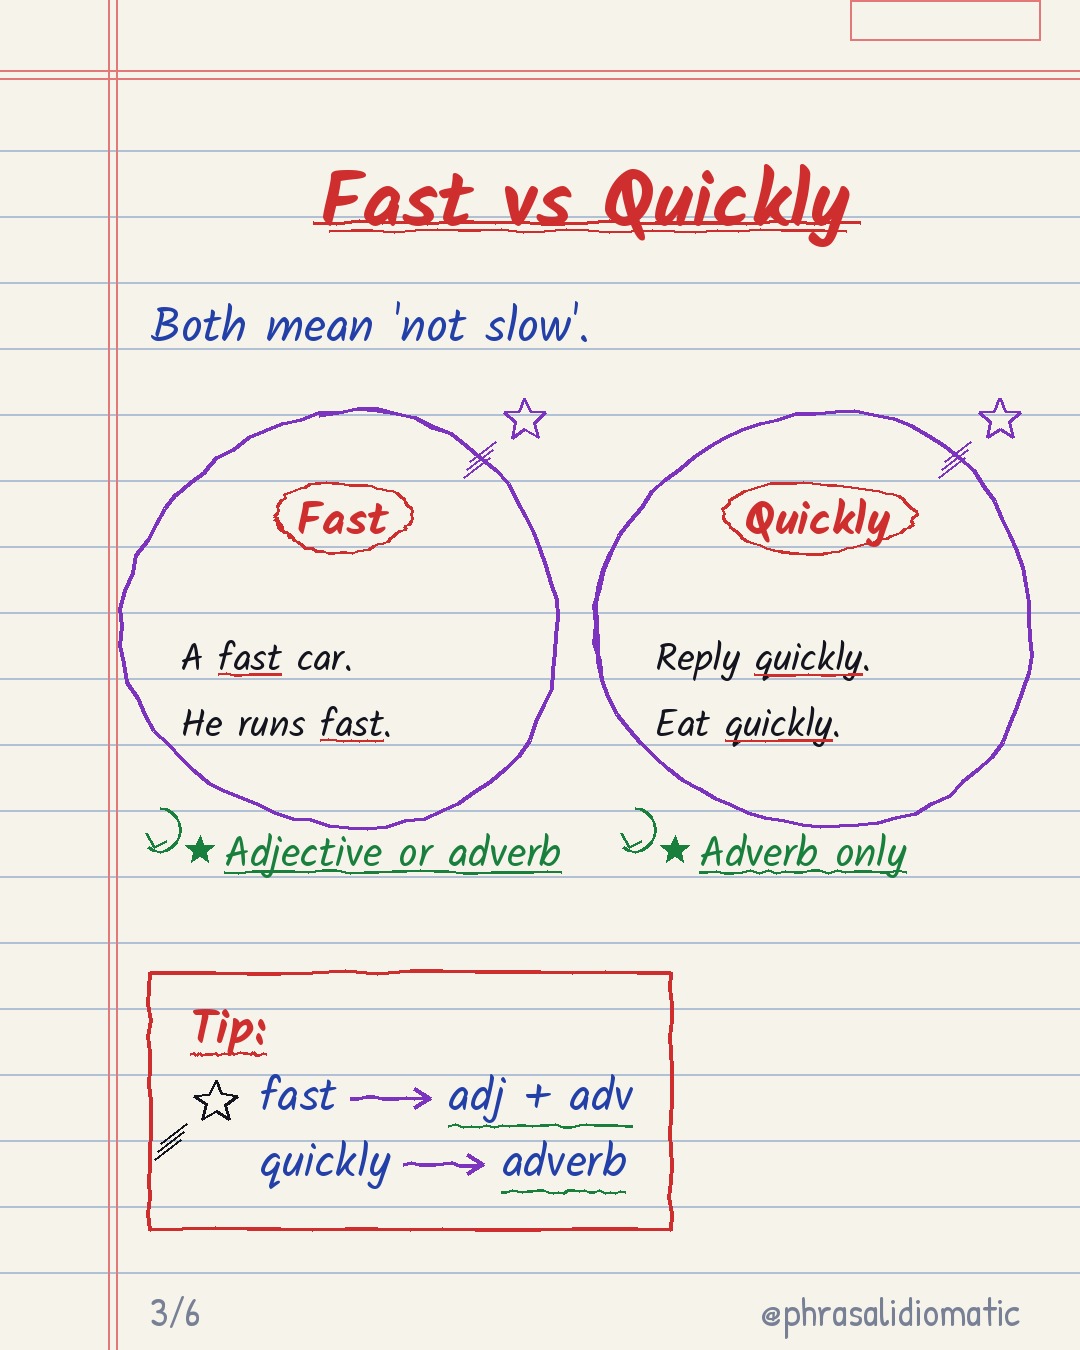 Fast vs Quickly
Both mean 'not slow'.
Fast
A fast car.
He runs fast.
Adjective or adverb
Quickly
Reply quickly.
Eat quickly.
Adverb only
Tip:
fast → adj + adv
quickly → adverb
3/6
@phrasalidiomatic